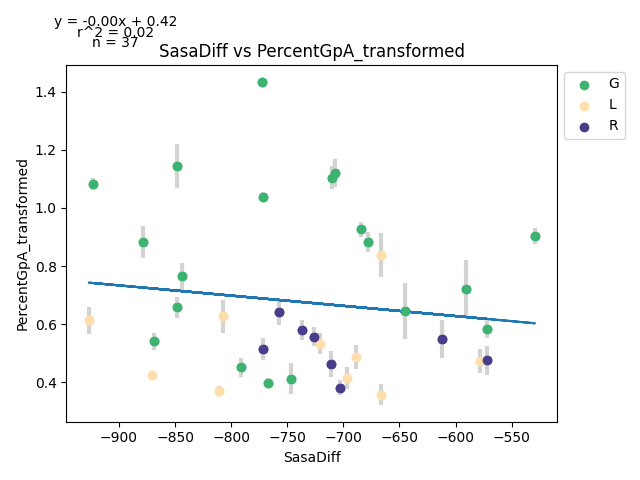 y = -0.00x + 0.42
r^2 = 0.02
n = 37
SasaDiff vs PercentGpA_transformed
G
L
R
PercentGpA_transformed
1.4
1.2
1.0
0.8
0.6
0.4
−900
−850
−800
−750
−700
−650
−600
−550
SasaDiff